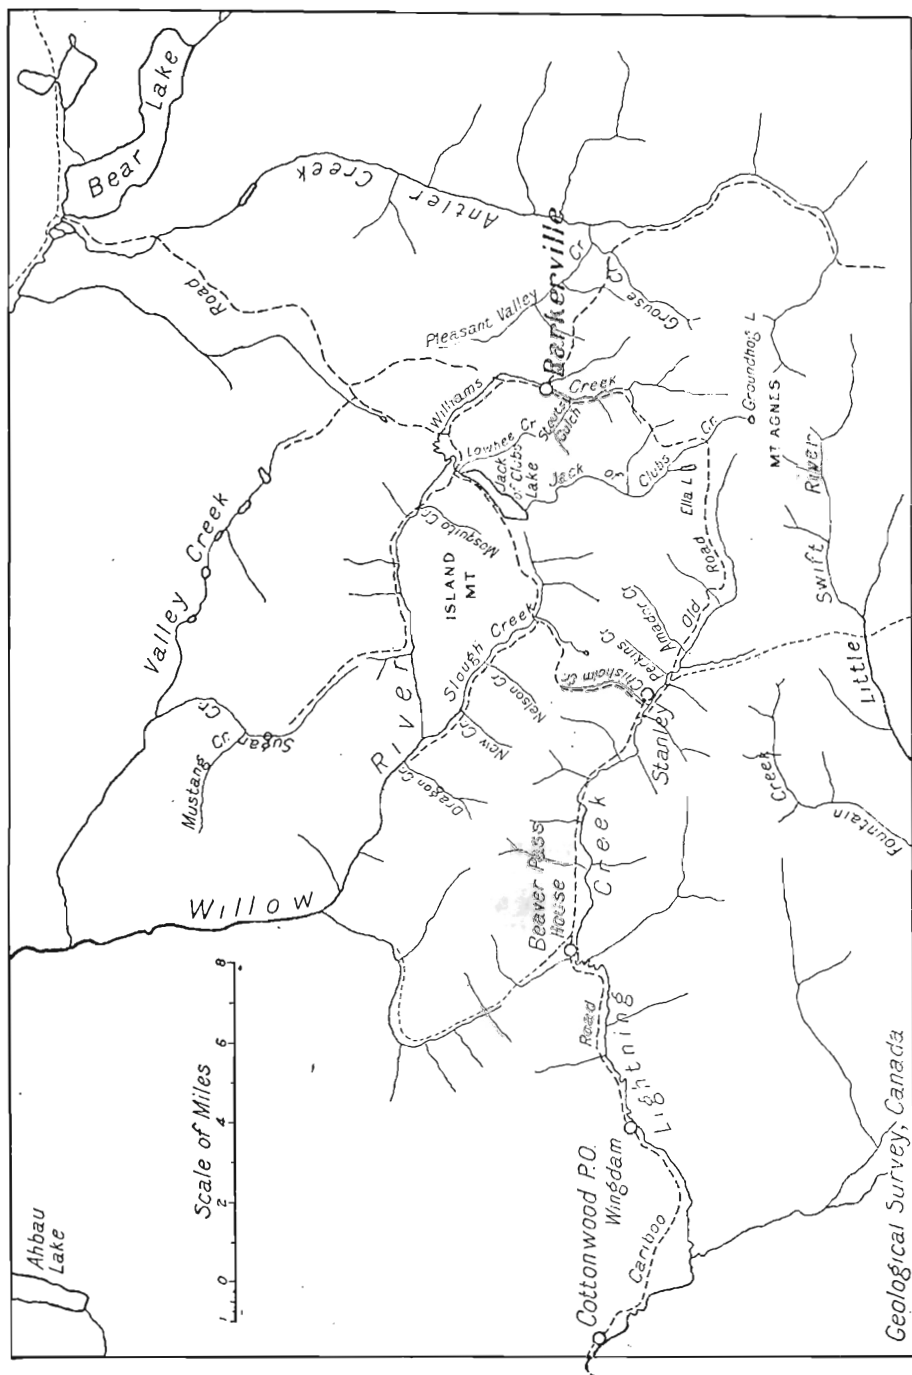 Ahbau
Lake
Scale of Miles
1 0 2 4 6 8
Willow
River
Mustang
Cr.
Sugar
Cr
Valley Creek
Road
Bear
Lake
Antler
Creek
Pleasant Valley
Cr
Barkerville
Grouse Cr
Williams
Creek
Lowhee Cr
Stouts
Gulch
Jack
of Clubs
Lake
Jack
of
Clubs
Cr.
Mosquito Cr
ISLAND
MT
Slough Creek
Nelson Cr
New Cr
Dragon Cr
Chisholm
Perkins Cr
Amador Cr
Old
Road
Ella L
Groundhog L
MT AGNES
Swift
River
Little
Stanley
Beaver Pass
House
Creek
Road
Lightning
Creek
Fountain
Cottonwood P.O.
Wingdam
Cariboo
Geological Survey, Canada